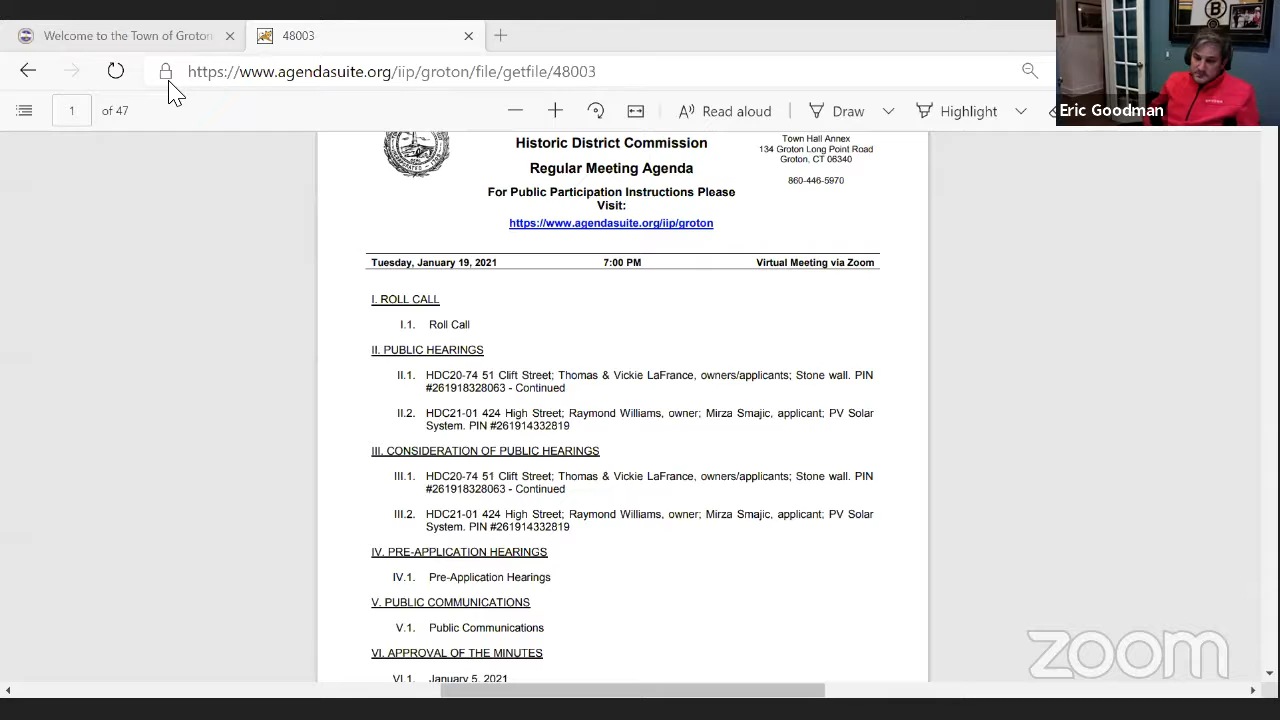 Welcome to the Town of Groton
48003
https://www.agendasuite.org/iip/groton/file/getfile/48003
1 of 47
Read aloud
Draw
Highlight
B
Eric Goodman
Historic District Commission
Regular Meeting Agenda
For Public Participation Instructions Please
Visit:
https://www.agendasuite.org/iip/groton
Town Hall Annex
134 Groton Long Point Road
Groton, CT 06340
860-446-5970
Tuesday, January 19, 2021 7:00 PM Virtual Meeting via Zoom
I. ROLL CALL
I.1. Roll Call
II. PUBLIC HEARINGS
II.1. HDC20-74 51 Clift Street; Thomas & Vickie LaFrance, owners/applicants; Stone wall. PIN
#261918328063 - Continued
II.2. HDC21-01 424 High Street; Raymond Williams, owner; Mirza Smajic, applicant; PV Solar
System. PIN #261914332819
III. CONSIDERATION OF PUBLIC HEARINGS
III.1. HDC20-74 51 Clift Street; Thomas & Vickie LaFrance, owners/applicants; Stone wall. PIN
#261918328063 - Continued
III.2. HDC21-01 424 High Street; Raymond Williams, owner; Mirza Smajic, applicant; PV Solar
System. PIN #261914332819
IV. PRE-APPLICATION HEARINGS
IV.1. Pre-Application Hearings
V. PUBLIC COMMUNICATIONS
V.1. Public Communications
VI. APPROVAL OF THE MINUTES
VI.1. January 5, 2021
zoom